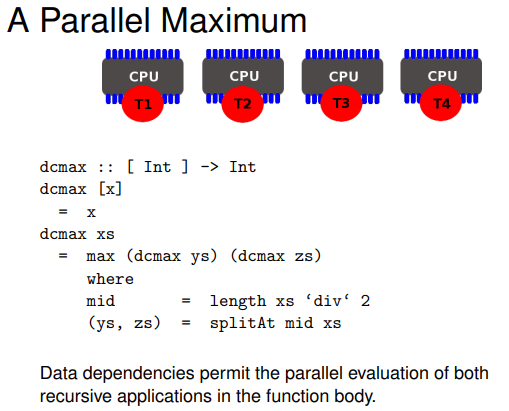 A Parallel Maximum
CPU CPU CPU CPU
T1 T2 T3 T4
dcmax :: [ Int ] -> Int
dcmax [x]
  =  x
dcmax xs
  =  max (dcmax ys) (dcmax zs)
     where
     mid       =  length xs ‘div‘ 2
     (ys, zs)  =  splitAt mid xs
Data dependencies permit the parallel evaluation of both
recursive applications in the function body.